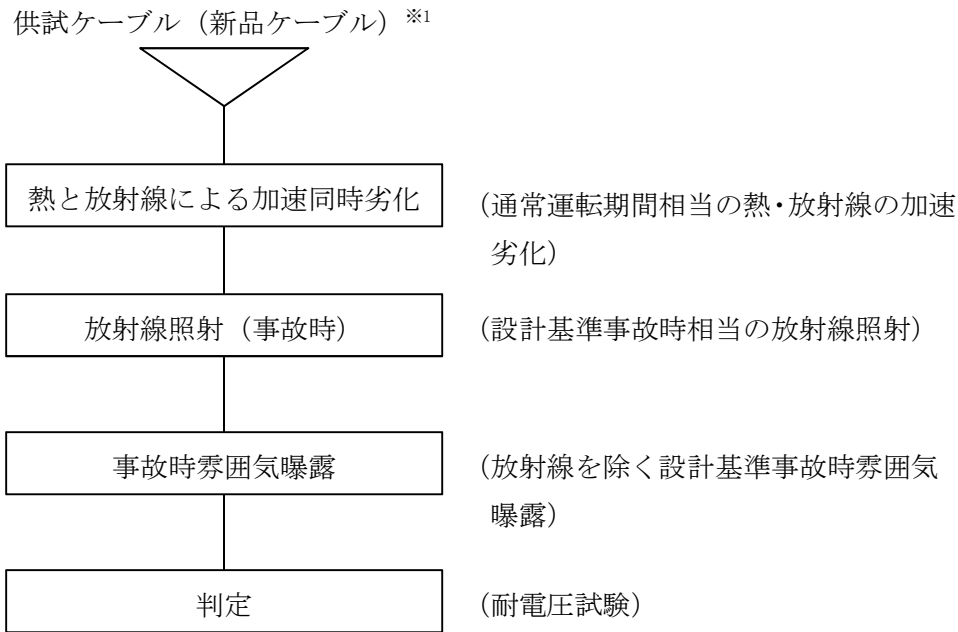 供試ケーブル（新品ケーブル）※1
熱と放射線による加速同時劣化
（通常運転期間相当の熱・放射線の加速
劣化）
放射線照射（事故時）
（設計基準事故時相当の放射線照射）
事故時雰囲気曝露
（放射線を除く設計基準事故時雰囲気
曝露）
判定
（耐電圧試験）